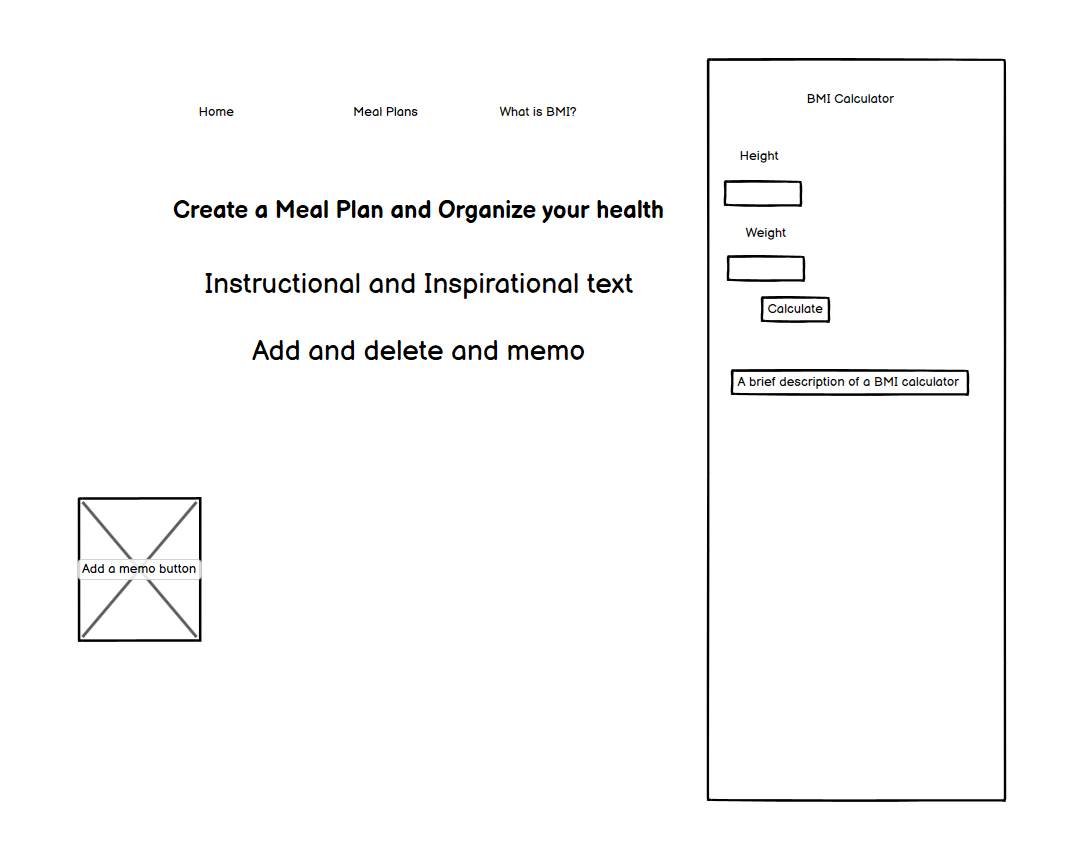 Home
Meal Plans
What is BMI?
Create a Meal Plan and Organize your health
Instructional and Inspirational text
Add and delete and memo
Add a memo button
BMI Calculator
Height
Weight
Calculate
A brief description of a BMI calculator